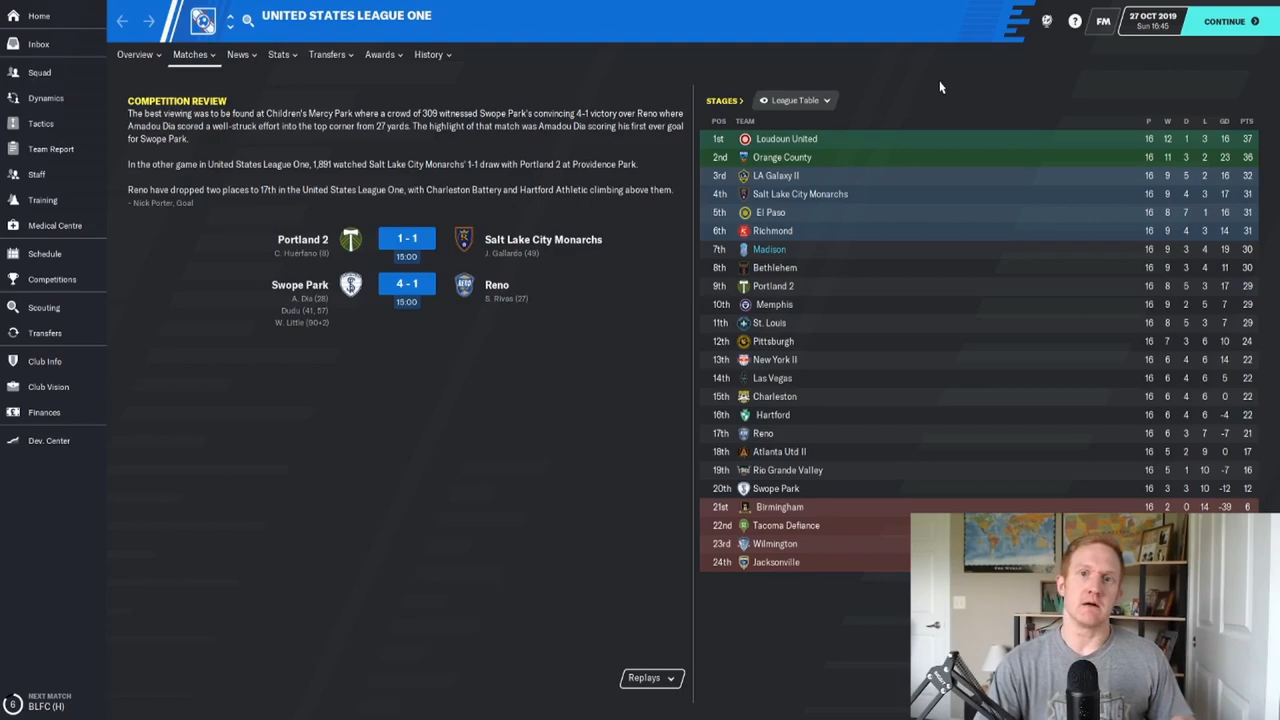 Home
UNITED STATES LEAGUE ONE
FM
27 OCT 2019
Sun 16:45
CONTINUE
Inbox
Squad
Dynamics
Tactics
Team Report
Staff
Training
Medical Centre
Schedule
Competitions
Scouting
Transfers
Club Info
Club Vision
Finances
Dev. Center
NEXT MATCH
6
BLFC (H)
Overview
Matches
News
Stats
Transfers
Awards
History
COMPETITION REVIEW
The best viewing was to be found at Children's Mercy Park where a crowd of 309 witnessed Swope Park's convincing 4-1 victory over Reno where
Amadou Dia scored a well-struck effort into the top corner from 27 yards. The highlight of that match was Amadou Dia scoring his first ever goal
for Swope Park.
In the other game in United States League One, 1,891 watched Salt Lake City Monarchs' 1-1 draw with Portland 2 at Providence Park.
Reno have dropped two places to 17th in the United States League One, with Charleston Battery and Hartford Athletic climbing above them.
- Nick Porter, Goal
Portland 2 1 - 1 Salt Lake City Monarchs
C. Huerfano (8) 15:00 J. Gallardo (49)
Swope Park 4 - 1 Reno
A. Dia (28) 15:00 S. Rivas (27)
Dudu (41, 57)
W. Little (90+2)
Replays
STAGES > League Table
POS TEAM P W D L GD PTS
1st Loudoun United 16 12 1 3 16 37
2nd Orange County 16 11 3 2 23 36
3rd LA Galaxy II 16 9 5 2 16 32
4th Salt Lake City Monarchs 16 9 4 3 17 31
5th El Paso 16 8 7 1 16 31
6th Richmond 16 9 4 3 14 31
7th Madison 16 9 3 4 19 30
8th Bethlehem 16 9 3 4 11 30
9th Portland 2 16 8 5 3 17 29
10th Memphis 16 9 2 5 7 29
11th St. Louis 16 8 5 3 7 29
12th Pittsburgh 16 7 3 6 10 24
13th New York II 16 6 4 6 14 22
14th Las Vegas 16 6 4 6 5 22
15th Charleston 16 6 4 6 0 22
16th Hartford 16 6 4 6 -4 22
17th Reno 16 6 3 7 -7 21
18th Atlanta Utd II 16 5 2 9 0 17
19th Rio Grande Valley 16 5 1 10 -7 16
20th Swope Park 16 3 3 10 -12 12
21st Birmingham 16 2 0 14 -39 6
22nd Tacoma Defiance
23rd Wilmington
24th Jacksonville